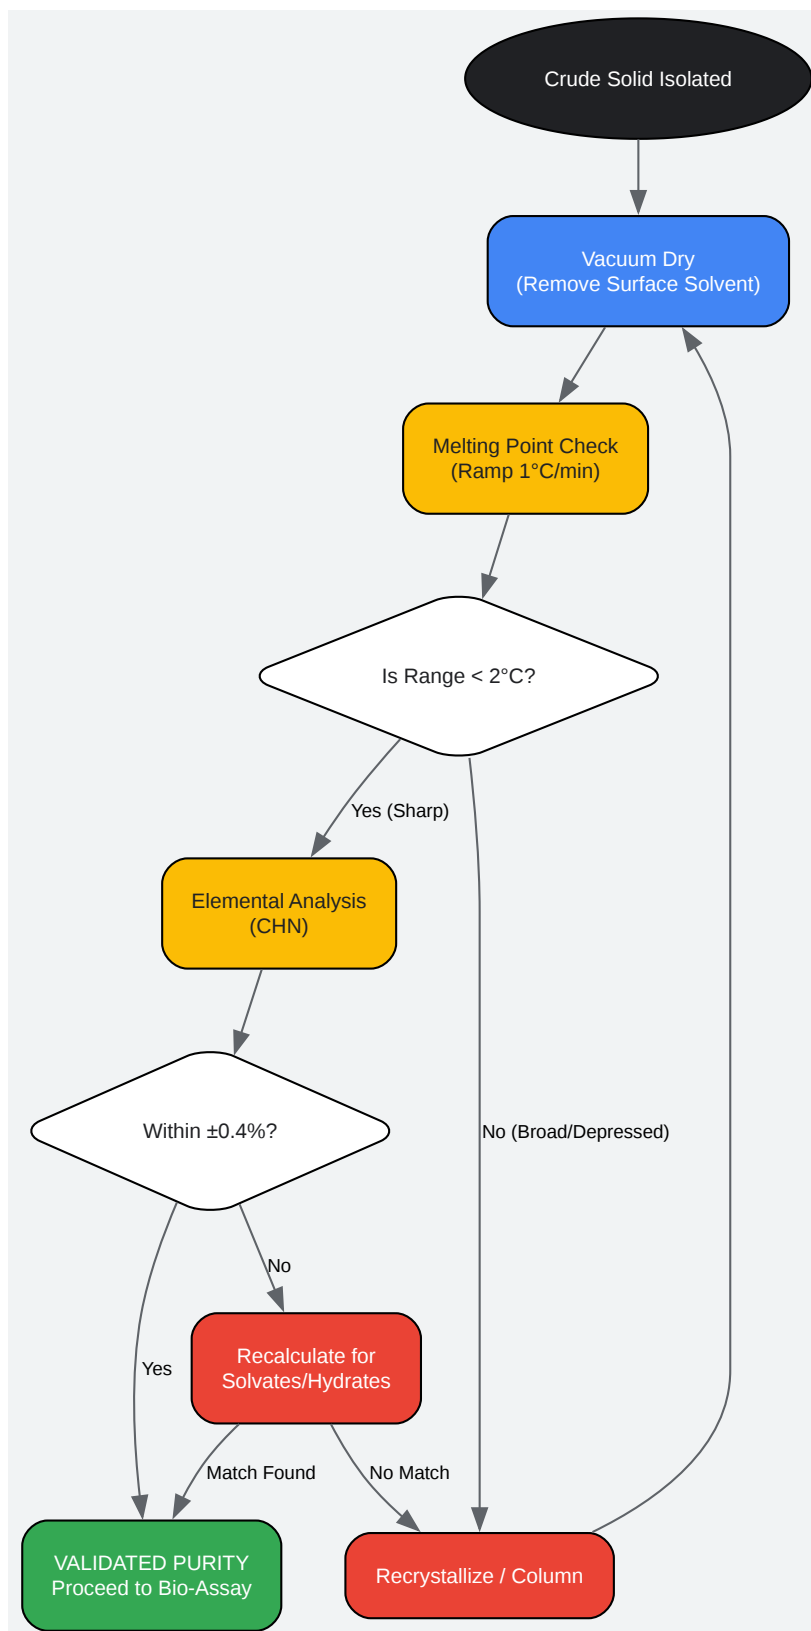 Crude Solid Isolated
Vacuum Dry
(Remove Surface Solvent)
Melting Point Check
(Ramp 1°C/min)
Is Range < 2°C?
Yes (Sharp)
Elemental Analysis
(CHN)
Within ±0.4%?
No (Broad/Depressed)
No
Recalculate for
Solvates/Hydrates
Yes
Match Found
No Match
VALIDATED PURITY
Proceed to Bio-Assay
Recrystallize / Column